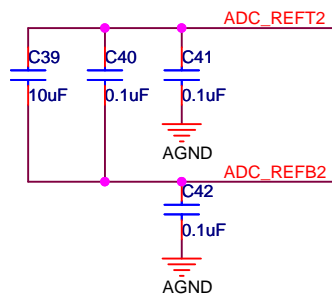 ADC_REFT2
C39
C40
C41
10uF
0.1uF
0.1uF
AGND
ADC_REFB2
C42
0.1uF
AGND